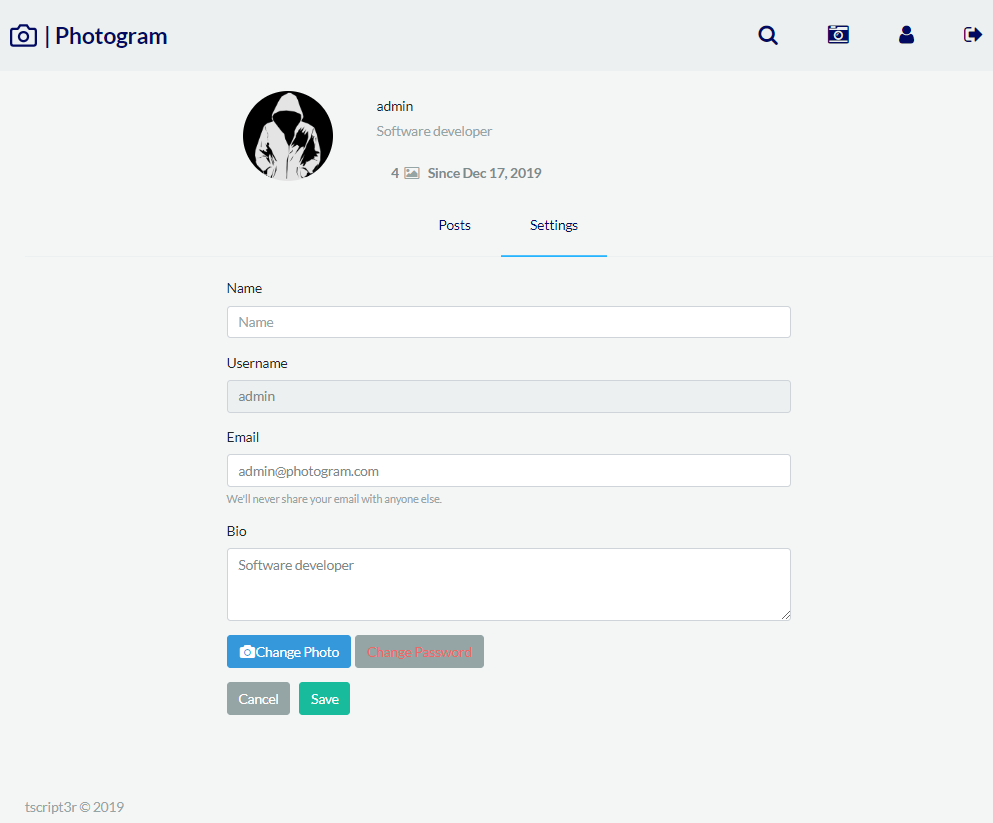 | Photogram
admin
Software developer
4 Since Dec 17, 2019
Posts Settings
Name
Name
Username
admin
Email
admin@photogram.com
We'll never share your email with anyone else.
Bio
Software developer
Change Photo Change Password
Cancel Save
tscript3r © 2019